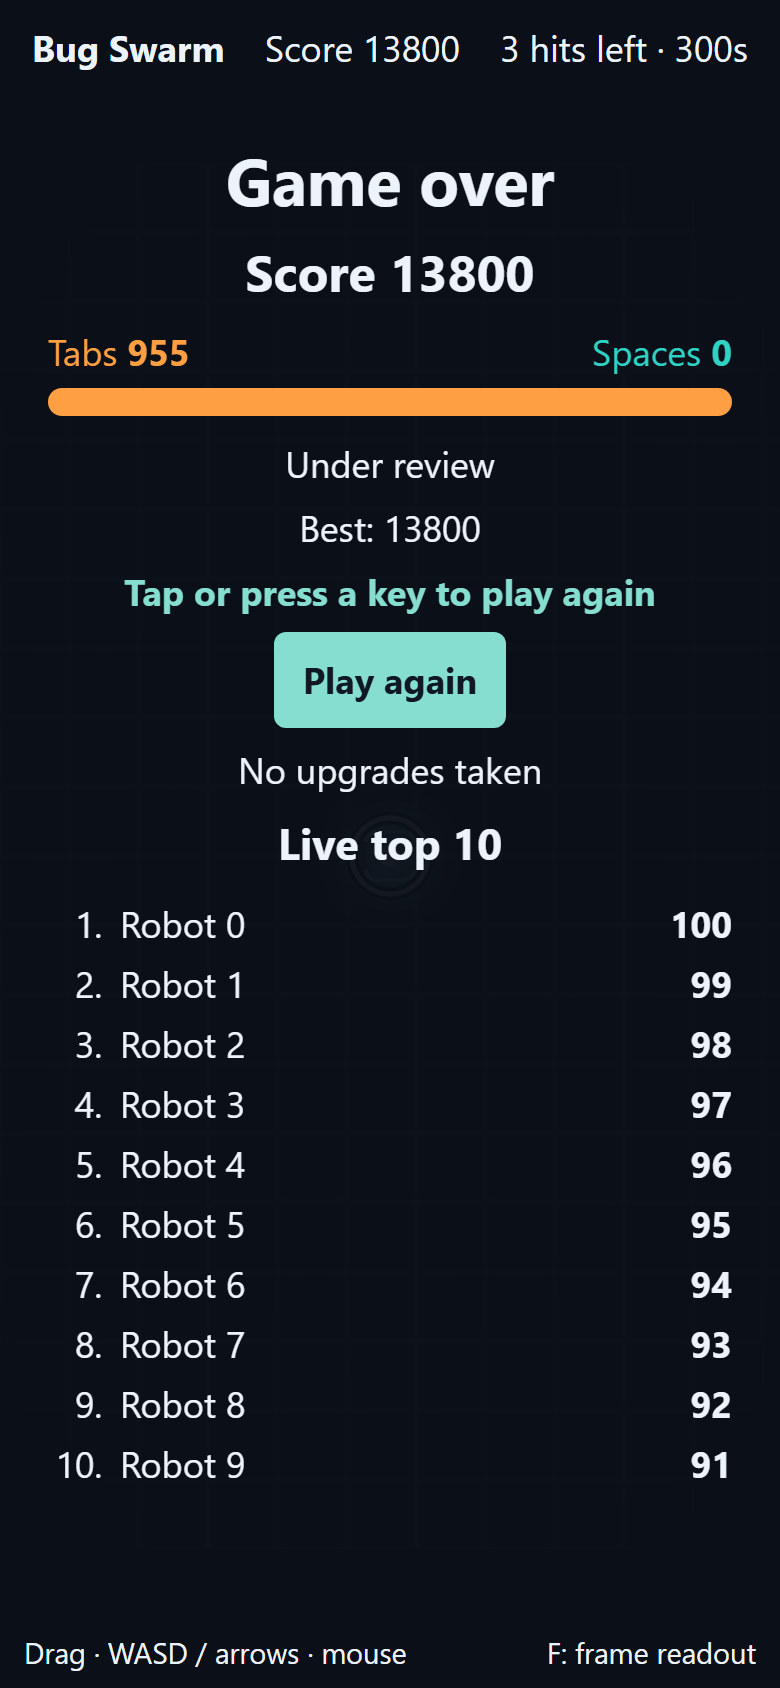 Bug Swarm Score 13800 3 hits left · 300s
Game over
Score 13800
Tabs 955 Spaces 0
Under review
Best: 13800
Tap or press a key to play again
Play again
No upgrades taken
Live top 10
1. Robot 0 100
2. Robot 1 99
3. Robot 2 98
4. Robot 3 97
5. Robot 4 96
6. Robot 5 95
7. Robot 6 94
8. Robot 7 93
9. Robot 8 92
10. Robot 9 91
Drag · WASD / arrows · mouse F: frame readout